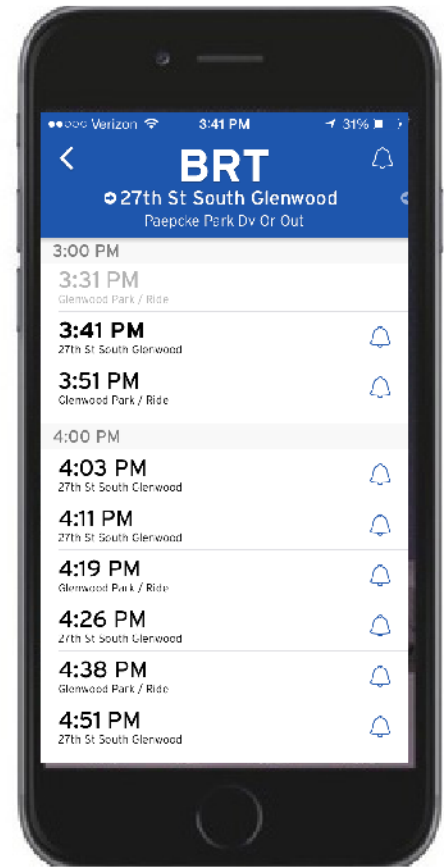 Verizon 3:41 PM 31%
BRT
27th St South Glenwood
Paepcke Park Dv Or Out
3:00 PM
3:31 PM
Glenwood Park / Ride
3:41 PM
27th St South Glenwood
3:51 PM
Glenwood Park / Ride
4:00 PM
4:03 PM
27th St South Glenwood
4:11 PM
27th St South Glenwood
4:19 PM
Glenwood Park / Ride
4:26 PM
27th St South Glenwood
4:38 PM
Glenwood Park / Ride
4:51 PM
27th St South Glenwood